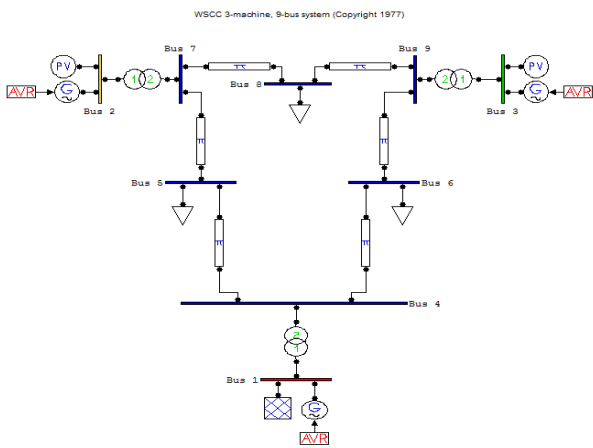 WSCC 3-machine, 9-bus system (Copyright 1977)
Bus 7
Bus 9
PV
1 2
π
π
2 1
PV
Bus 8
AVR
G
Bus 2
Bus 3
G
AVR
π
π
Bus 5
Bus 6
π
π
Bus 4
2
1
Bus 1
G
AVR